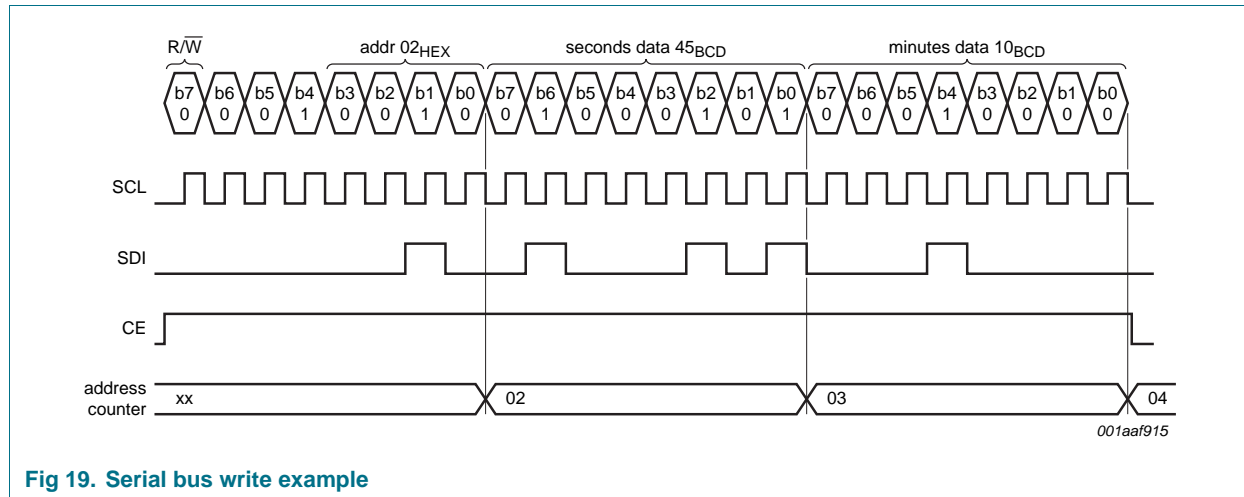 R/W addr 02HEX seconds data 45BCD minutes data 10BCD
b7 b6 b5 b4 b3 b2 b1 b0 b7 b6 b5 b4 b3 b2 b1 b0 b7 b6 b5 b4 b3 b2 b1 b0
0 0 0 1 0 0 1 0 0 1 0 0 0 1 0 1 0 0 0 1 0 0 0 0
SCL
SDI
CE
address
counter
xx 02 03 04
001aaf915
Fig 19. Serial bus write example